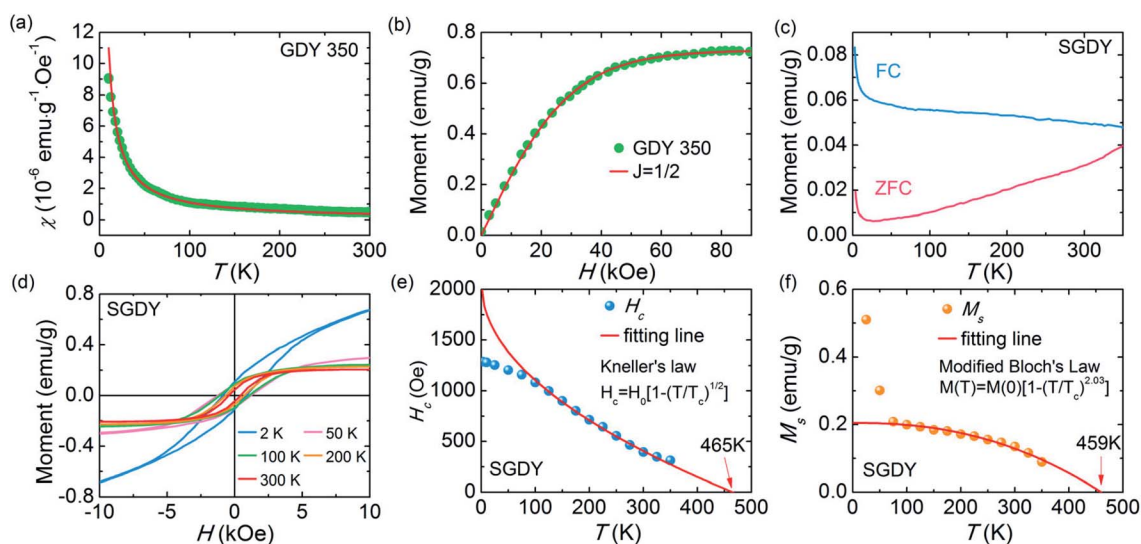 (a)
GDY 350
χ (10⁻⁶ emu·g⁻¹·Oe⁻¹)
12
10
8
6
4
2
0
0 100 200 300
T (K)
(b)
Moment (emu/g)
0.8
0.6
0.4
0.2
0.0
GDY 350
J=1/2
0 20 40 60 80
H (kOe)
(c)
SGDY
FC
ZFC
Moment (emu/g)
0.08
0.06
0.04
0.02
0.00
0 100 200 300
T (K)
(d)
SGDY
Moment (emu/g)
0.8
0.4
0.0
-0.4
-0.8
2 K 50 K
100 K 200 K
300 K
-10 -5 0 5 10
H (kOe)
(e)
H_c (Oe)
2000
1500
1000
500
0
H_c
fitting line
Kneller's law
H_c=H_0[1-(T/T_c)^{1/2}]
465K
SGDY
0 100 200 300 400 500
T (K)
(f)
M_s (emu/g)
0.6
0.4
0.2
0.0
M_s
fitting line
Modified Bloch's Law
M(T)=M(0)[1-(T/T_c)^{2.03}]
459K
SGDY
0 100 200 300 400 500
T (K)